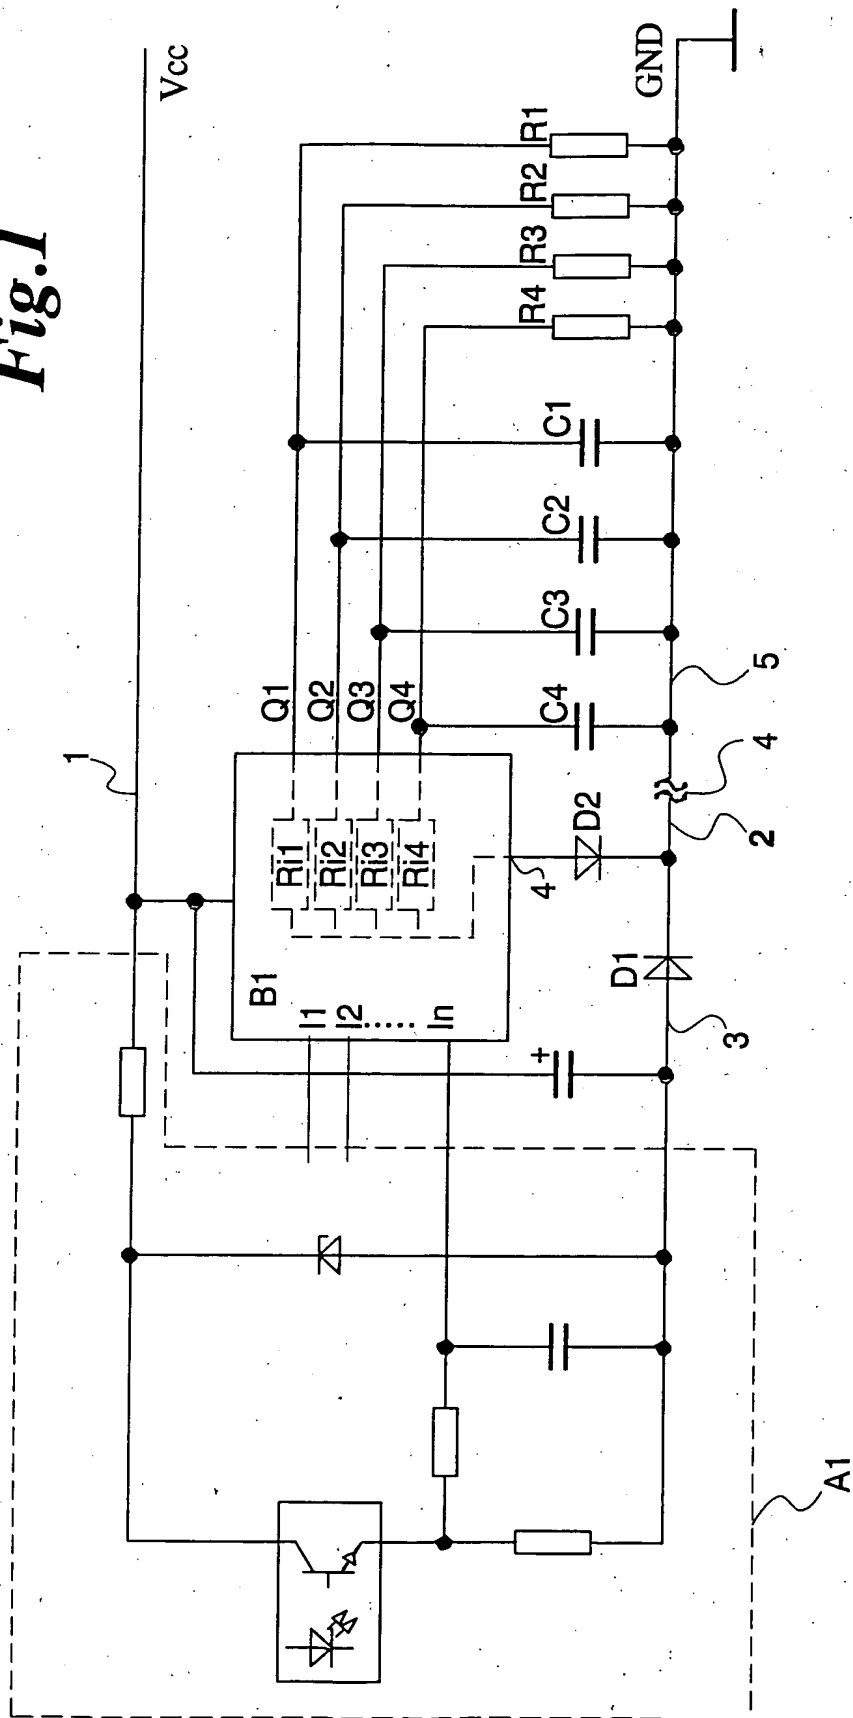 Fig.1
Vcc
GND
1
Q1
Q2
Q3
Q4
R1
R2
R3
R4
C1
C2
C3
C4
B1
Ri1
Ri2
Ri3
Ri4
I1
I2
.....
In
4
D2
D1
+
3
2
4
5
A1